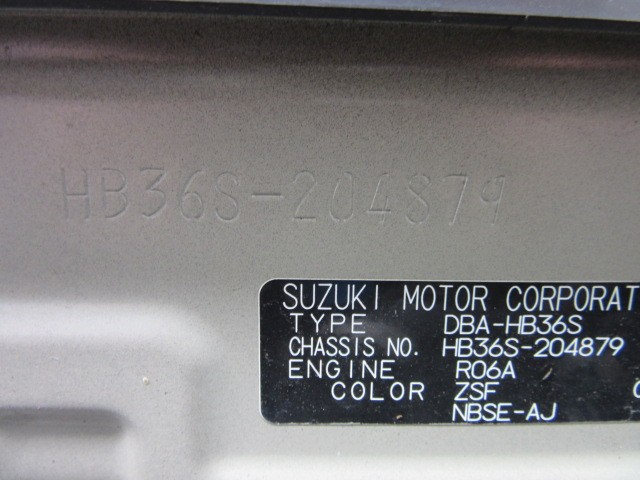 HB36S-204879
SUZUKI MOTOR CORPORAT
TYPE DBA-HB36S
CHASSIS NO. HB36S-204879
ENGINE R06A
COLOR ZSF
NBSE-AJ